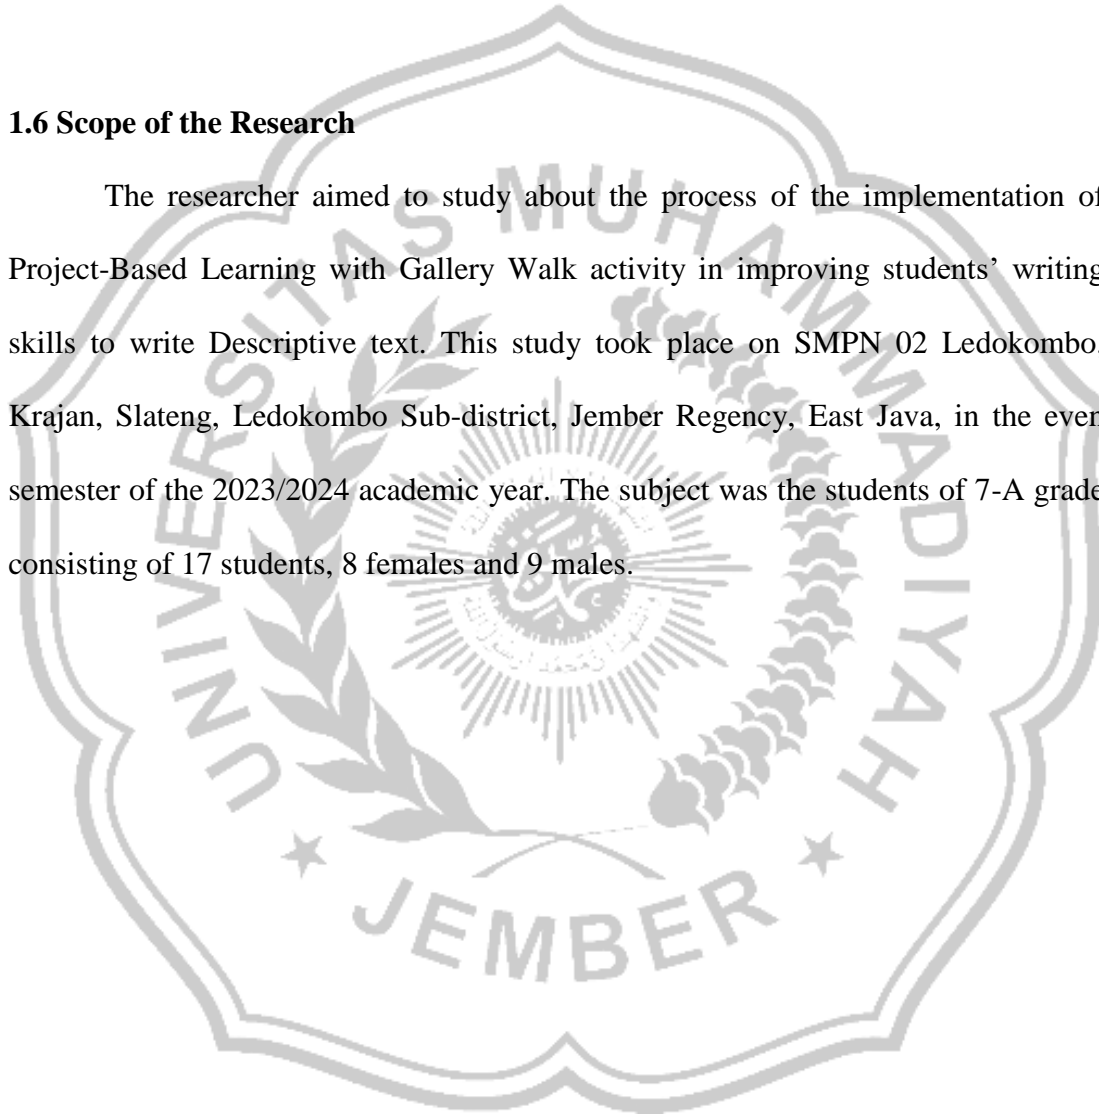 1.6 Scope of the Research
The researcher aimed to study about the process of the implementation of
Project-Based Learning with Gallery Walk activity in improving students’ writing
skills to write Descriptive text. This study took place on SMPN 02 Ledokombo,
Krajan, Slateng, Ledokombo Sub-district, Jember Regency, East Java, in the even
semester of the 2023/2024 academic year. The subject was the students of 7-A grade
consisting of 17 students, 8 females and 9 males.
UNIVERSITAS MUHAMMADIYAH
JEMBER